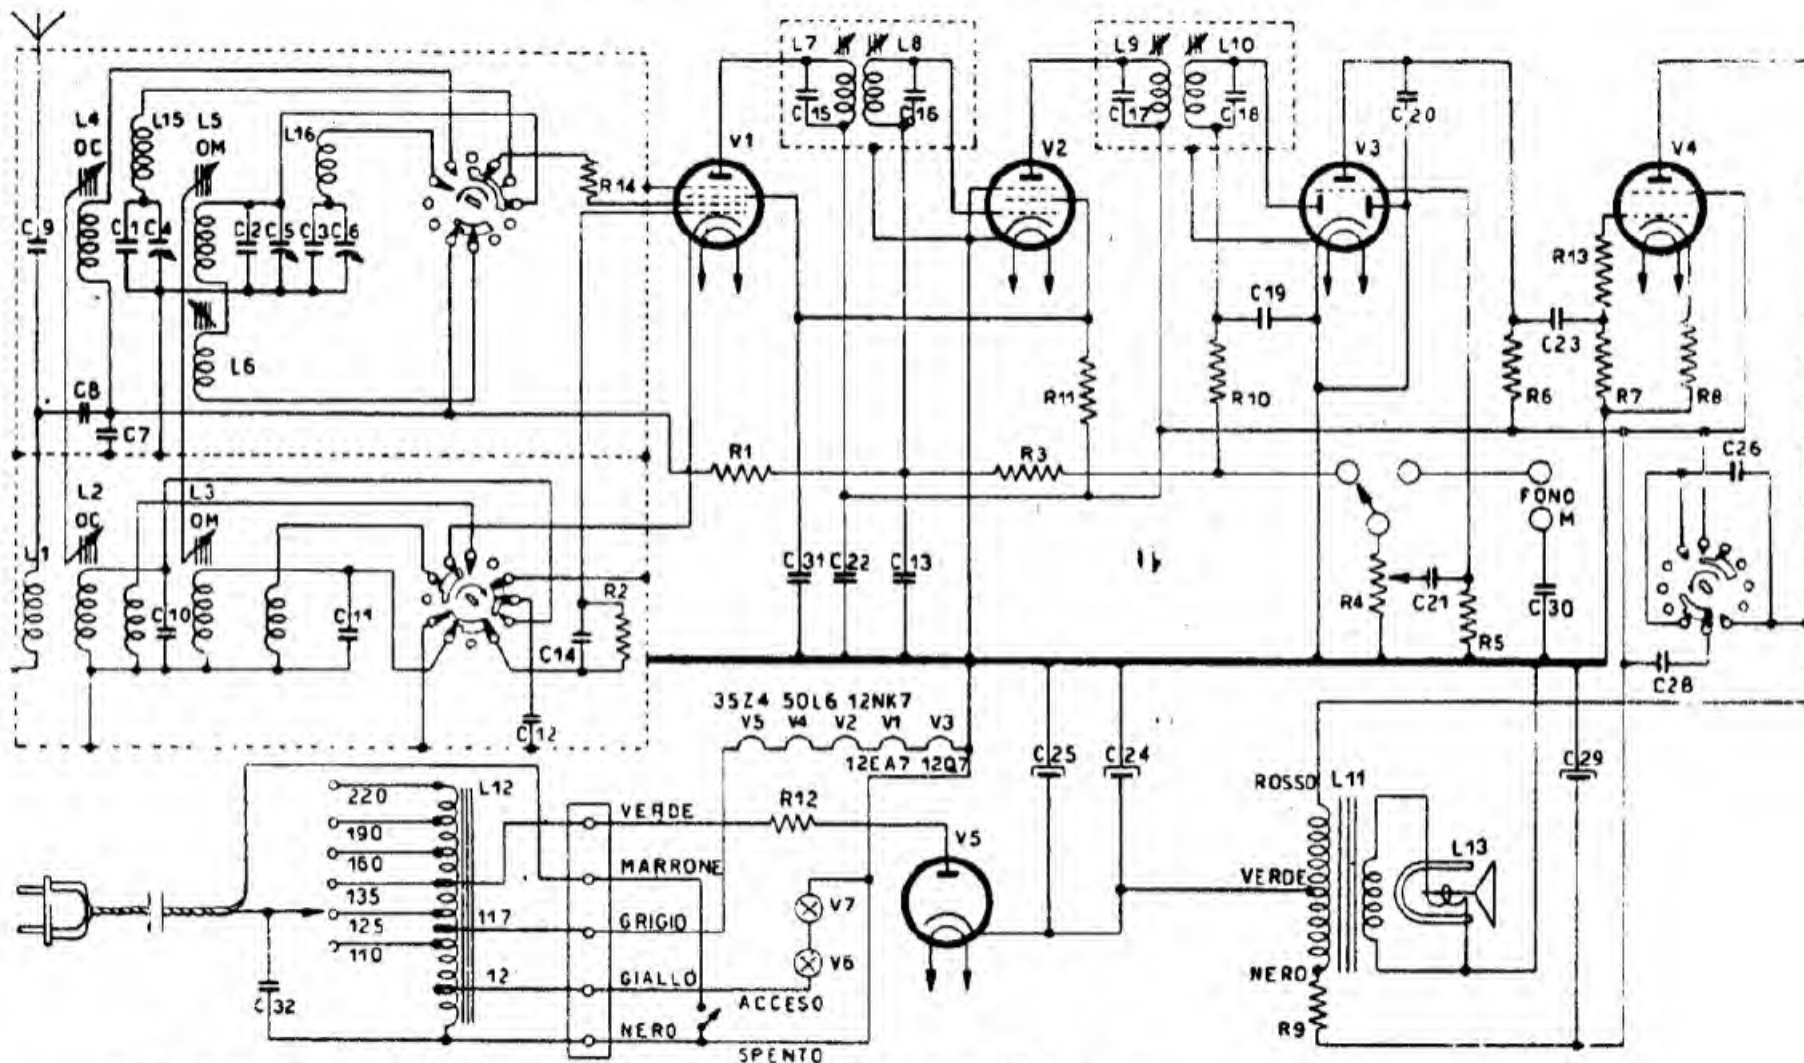 L7 L8 L9 L10
C15 C16 C17 C18 C20
L4 L15 L5 L16
OC OM
V1 V2 V3 V4
R14
C9 C1 C4 C2 C5 C3 C6
R13
C19 C23
L6
R11 R10 R6 R7 R8
C8
C7
R1 R3
C26
L2 L3
OC OM
FONO
M
L1
C31 C22 C13
C10 C11 R2
R4 C21 C30
C14 R5
C28
35Z4 50L6 12NK7
V5 V4 V2 V1 V3
C12
12EA7 12Q7
C25 C24 C29
220 L12
ROSSO L11
190 VERDE R12
V5
160 MARRONE L13
135 VERDE
117 V7
125 GRIGIO
110 V6
12 GIALLO NERO
C32 ACCESO
NERO R9
SPENTO